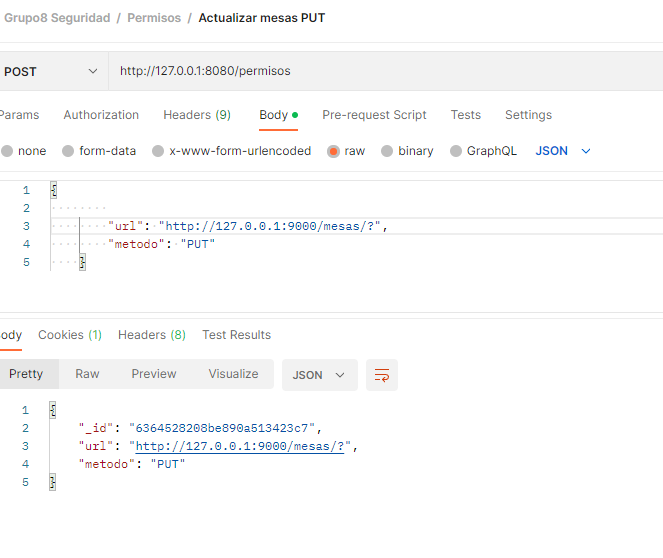 Grupo8 Seguridad / Permisos / Actualizar mesas PUT
POST http://127.0.0.1:8080/permisos
Params Authorization Headers (9) Body Pre-request Script Tests Settings
none form-data x-www-form-urlencoded raw binary GraphQL JSON
1 {
2
3 "url": "http://127.0.0.1:9000/mesas/?",
4 "metodo": "PUT"
5 }
ody Cookies (1) Headers (8) Test Results
Pretty Raw Preview Visualize JSON
1 {
2 "_id": "6364528208be890a513423c7",
3 "url": "http://127.0.0.1:9000/mesas/?",
4 "metodo": "PUT"
5 }